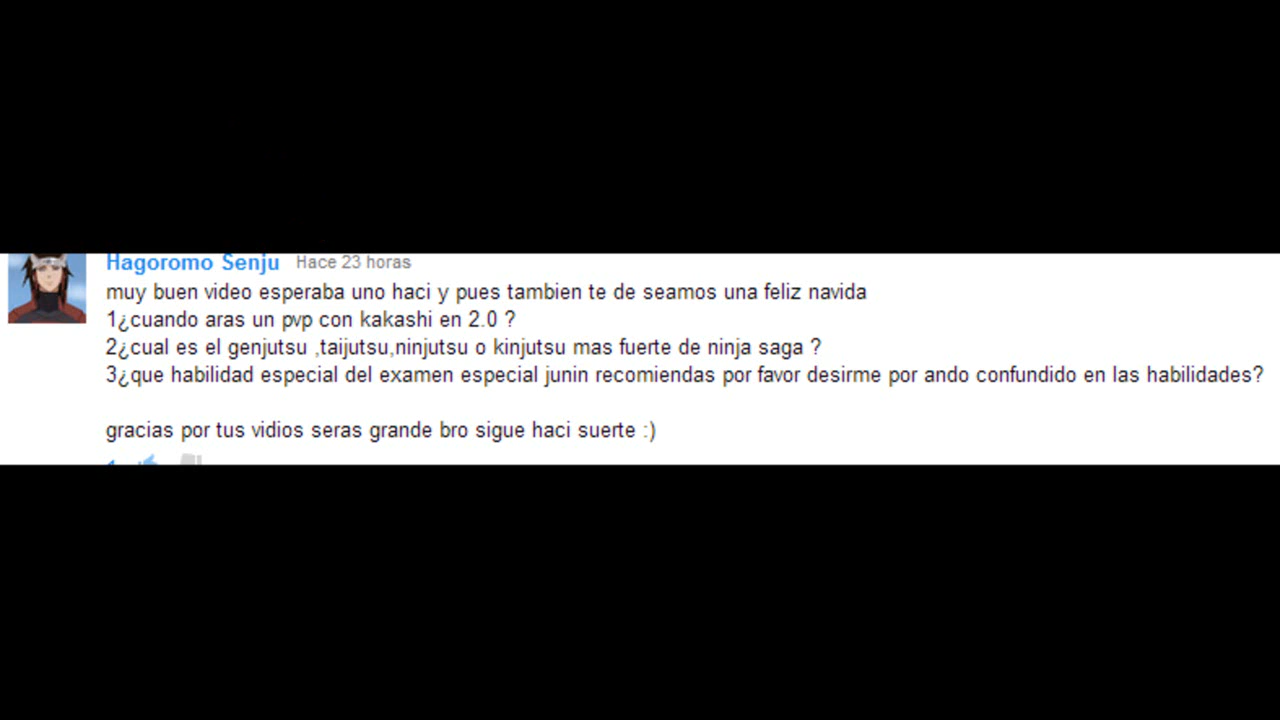 Hagoromo Senju Hace 23 horas
muy buen video esperaba uno haci y pues tambien te de seamos una feliz navida
1¿cuando aras un pvp con kakashi en 2.0 ?
2¿cual es el genjutsu ,taijutsu,ninjutsu o kinjutsu mas fuerte de ninja saga ?
3¿que habilidad especial del examen especial junin recomiendas por favor desirme por ando confundido en las habilidades?
gracias por tus vidios seras grande bro sigue haci suerte :)